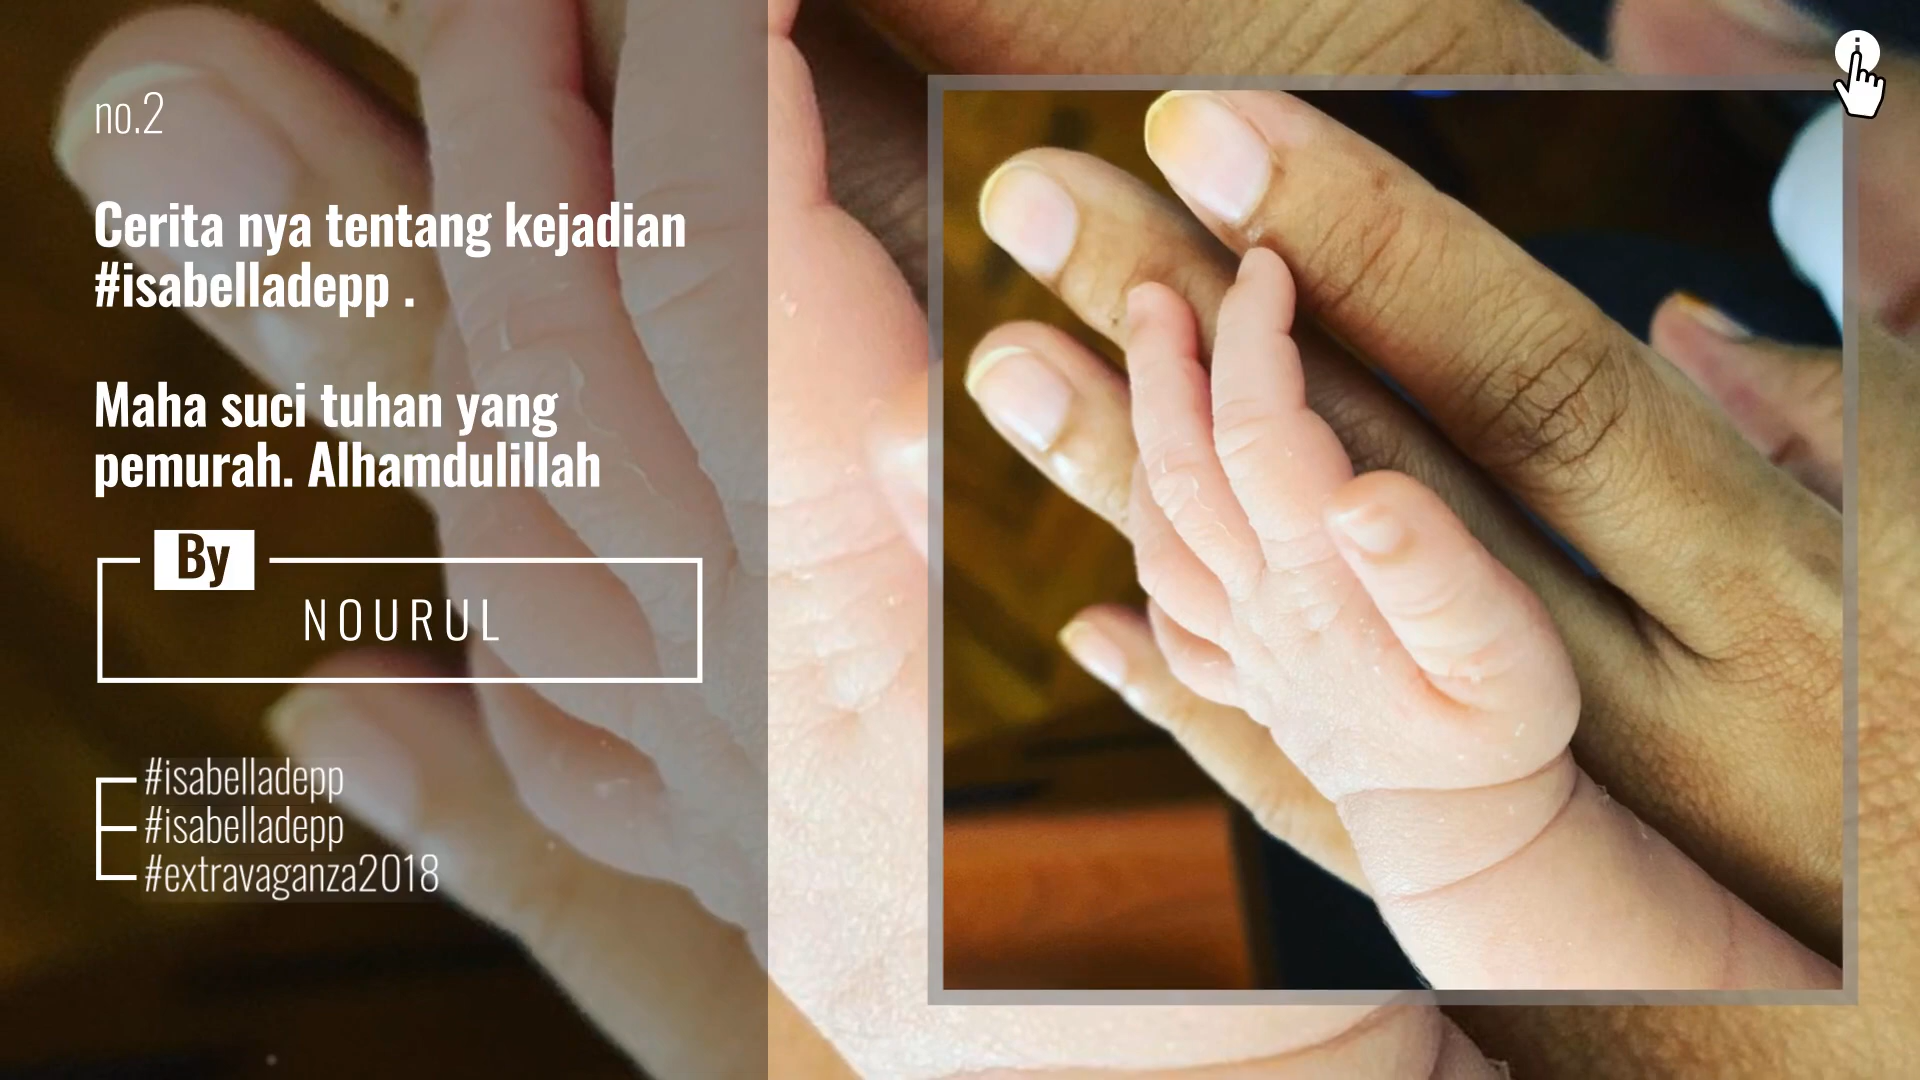 no.2
Cerita nya tentang kejadian
#isabelladepp .
Maha suci tuhan yang
pemurah. Alhamdulillah
By
NOURUL
#isabelladepp
#isabelladepp
#extravaganza2018